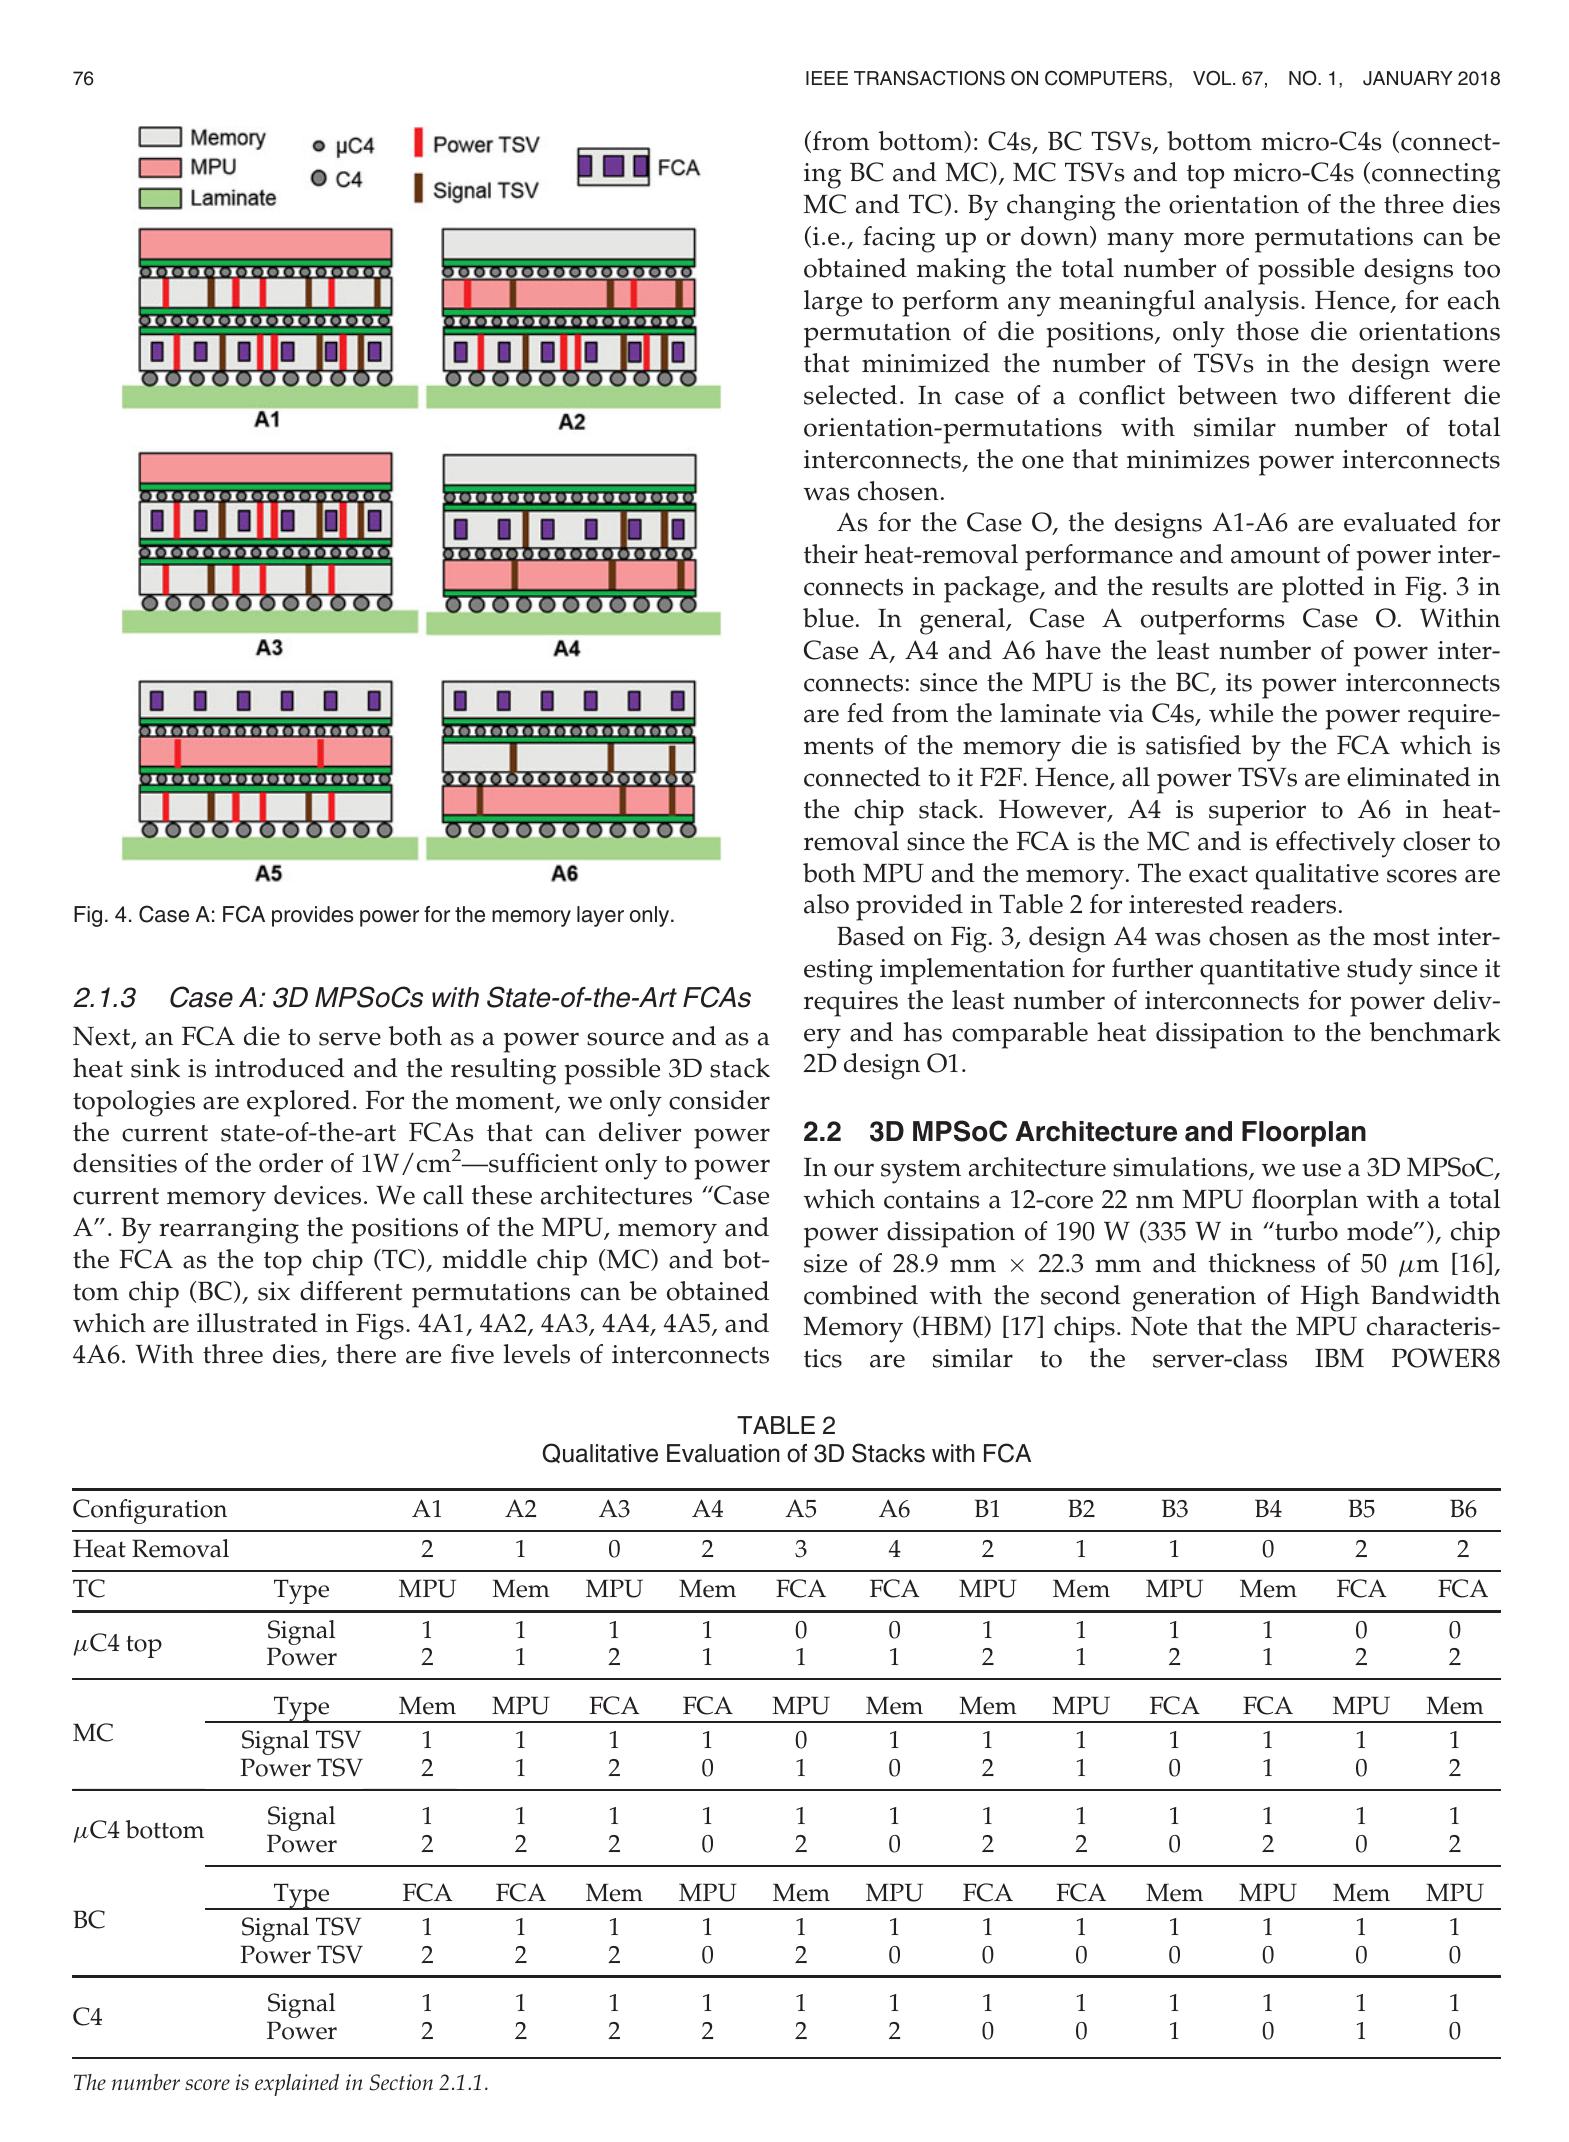 76
IEEE TRANSACTIONS ON COMPUTERS, VOL. 67, NO. 1, JANUARY 2018
Memory
MPU
Laminate
μC4
C4
Power TSV
Signal TSV
FCA
A1
A2
A3
A4
A5
A6
Fig. 4. Case A: FCA provides power for the memory layer only.
2.1.3 Case A: 3D MPSoCs with State-of-the-Art FCAs
Next, an FCA die to serve both as a power source and as a
heat sink is introduced and the resulting possible 3D stack
topologies are explored. For the moment, we only consider
the current state-of-the-art FCAs that can deliver power
densities of the order of 1W/cm²—sufficient only to power
current memory devices. We call these architectures “Case
A”. By rearranging the positions of the MPU, memory and
the FCA as the top chip (TC), middle chip (MC) and bot-
tom chip (BC), six different permutations can be obtained
which are illustrated in Figs. 4A1, 4A2, 4A3, 4A4, 4A5, and
4A6. With three dies, there are five levels of interconnects
(from bottom): C4s, BC TSVs, bottom micro-C4s (connect-
ing BC and MC), MC TSVs and top micro-C4s (connecting
MC and TC). By changing the orientation of the three dies
(i.e., facing up or down) many more permutations can be
obtained making the total number of possible designs too
large to perform any meaningful analysis. Hence, for each
permutation of die positions, only those die orientations
that minimized the number of TSVs in the design were
selected. In case of a conflict between two different die
orientation-permutations with similar number of total
interconnects, the one that minimizes power interconnects
was chosen.
As for the Case O, the designs A1-A6 are evaluated for
their heat-removal performance and amount of power inter-
connects in package, and the results are plotted in Fig. 3 in
blue. In general, Case A outperforms Case O. Within
Case A, A4 and A6 have the least number of power inter-
connects: since the MPU is the BC, its power interconnects
are fed from the laminate via C4s, while the power require-
ments of the memory die is satisfied by the FCA which is
connected to it F2F. Hence, all power TSVs are eliminated in
the chip stack. However, A4 is superior to A6 in heat-
removal since the FCA is the MC and is effectively closer to
both MPU and the memory. The exact qualitative scores are
also provided in Table 2 for interested readers.
Based on Fig. 3, design A4 was chosen as the most inter-
esting implementation for further quantitative study since it
requires the least number of interconnects for power deliv-
ery and has comparable heat dissipation to the benchmark
2D design O1.
2.2 3D MPSoC Architecture and Floorplan
In our system architecture simulations, we use a 3D MPSoC,
which contains a 12-core 22 nm MPU floorplan with a total
power dissipation of 190 W (335 W in “turbo mode”), chip
size of 28.9 mm × 22.3 mm and thickness of 50 μm [16],
combined with the second generation of High Bandwidth
Memory (HBM) [17] chips. Note that the MPU characteris-
tics are similar to the server-class IBM POWER8
TABLE 2
Qualitative Evaluation of 3D Stacks with FCA
Configuration A1 A2 A3 A4 A5 A6 B1 B2 B3 B4 B5 B6
Heat Removal 2 1 0 2 3 4 2 1 1 0 2 2
TC Type MPU Mem MPU Mem FCA FCA MPU Mem MPU Mem FCA FCA
μC4 top
Signal 1 1 1 1 0 0 1 1 1 1 0 0
Power 2 1 2 1 1 1 2 1 2 1 2 2
MC
Type Mem MPU FCA FCA MPU Mem Mem MPU FCA FCA MPU Mem
Signal TSV 1 1 1 1 0 1 1 1 1 1 1 1
Power TSV 2 1 2 0 1 0 2 1 0 1 0 2
μC4 bottom
Signal 1 1 1 1 1 1 1 1 1 1 1 1
Power 2 2 2 0 2 0 2 2 0 2 0 2
BC
Type FCA FCA Mem MPU Mem MPU FCA FCA Mem MPU Mem MPU
Signal TSV 1 1 1 1 1 1 1 1 1 1 1 1
Power TSV 2 2 2 0 2 0 0 0 0 0 0 0
C4
Signal 1 1 1 1 1 1 1 1 1 1 1 1
Power 2 2 2 2 2 2 0 0 1 0 1 0
The number score is explained in Section 2.1.1.